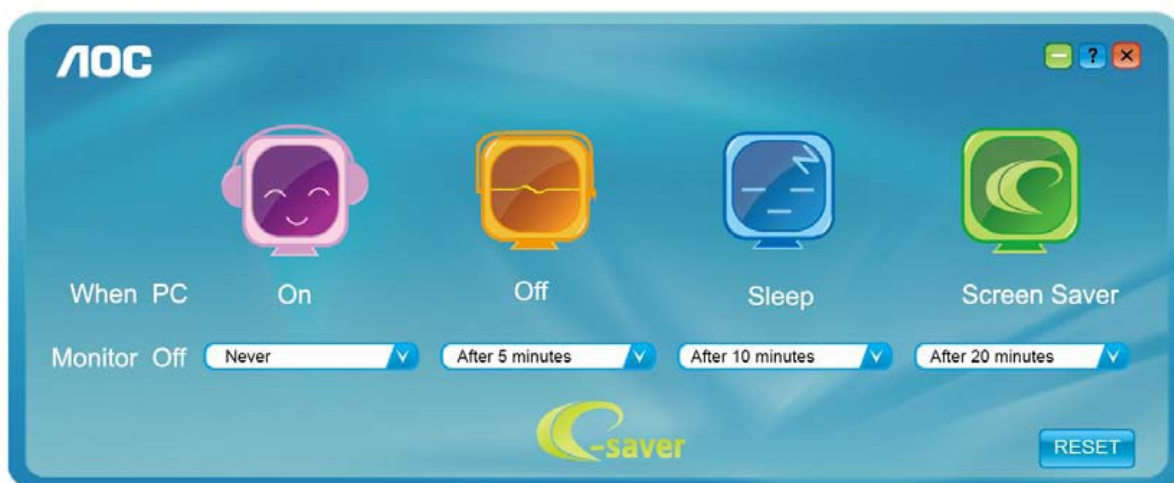 AOC
?
When PC On Off Sleep Screen Saver
Monitor Off Never After 5 minutes After 10 minutes After 20 minutes
e-saver
RESET